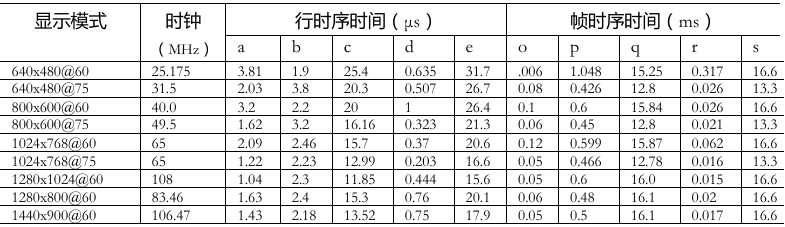 显示模式 时钟 行时序时间（μs） 帧时序时间（ms）
（MHz） a b c d e o p q r s
640x480@60 25.175 3.81 1.9 25.4 0.635 31.7 .006 1.048 15.25 0.317 16.6
640x480@75 31.5 2.03 3.8 20.3 0.507 26.7 0.08 0.426 12.8 0.026 13.3
800x600@60 40.0 3.2 2.2 20 1 26.4 0.1 0.6 15.84 0.026 16.6
800x600@75 49.5 1.62 3.2 16.16 0.323 21.3 0.06 0.45 12.8 0.021 13.3
1024x768@60 65 2.09 2.46 15.7 0.37 20.6 0.12 0.599 15.87 0.062 16.6
1024x768@75 65 1.22 2.23 12.99 0.203 16.6 0.05 0.466 12.78 0.016 13.3
1280x1024@60 108 1.04 2.3 11.85 0.444 15.6 0.05 0.6 16.0 0.015 16.6
1280x800@60 83.46 1.63 2.4 15.3 0.76 20.1 0.06 0.48 16.1 0.02 16.6
1440x900@60 106.47 1.43 2.18 13.52 0.75 17.9 0.05 0.5 16.1 0.017 16.6